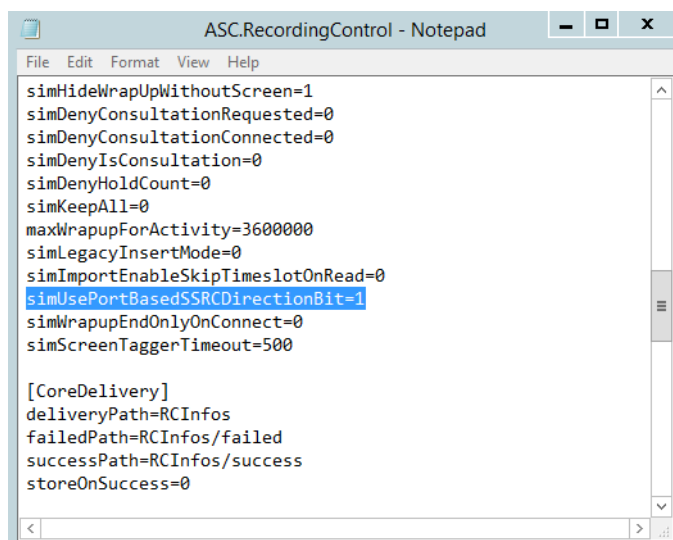 ASC.RecordingControl - Notepad
File Edit Format View Help
simHideWrapUpWithoutScreen=1
simDenyConsultationRequested=0
simDenyConsultationConnected=0
simDenyIsConsultation=0
simDenyHoldCount=0
simKeepAll=0
maxWrapupForActivity=3600000
simLegacyInsertMode=0
simImportEnableSkipTimeslotOnRead=0
simUsePortBasedSSRCDirectionBit=1
simWrapupEndOnlyOnConnect=0
simScreenTaggerTimeout=500
[CoreDelivery]
deliveryPath=RCInfos
failedPath=RCInfos/failed
successPath=RCInfos/success
storeOnSuccess=0